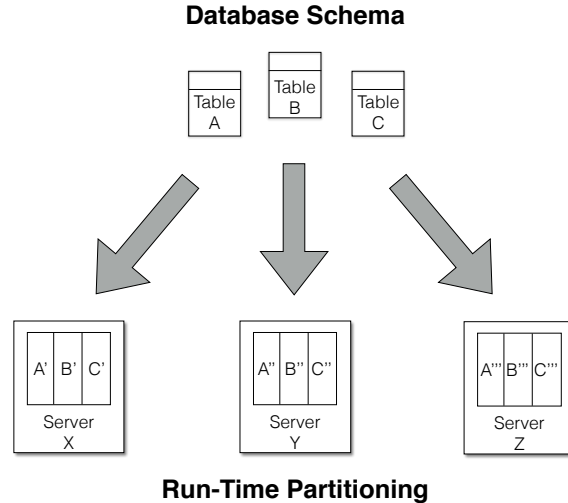 Database Schema
Table
A
Table
B
Table
C
A' B' C'
Server
X
A'' B'' C''
Server
Y
A''' B''' C'''
Server
Z
Run-Time Partitioning